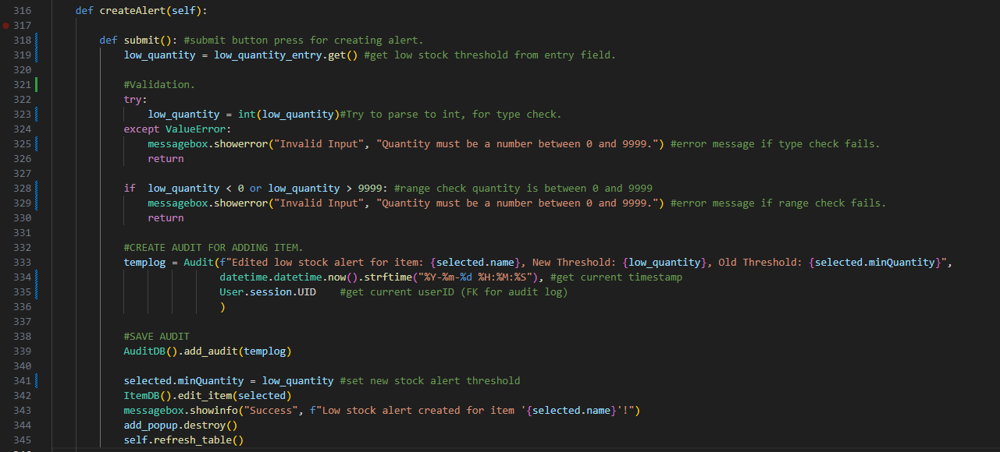 316 def createAlert(self):
317
318 def submit(): #submit button press for creating alert.
319 low_quantity = low_quantity_entry.get() #get low stock threshold from entry field.
320
321 #Validation.
322 try:
323 low_quantity = int(low_quantity)#Try to parse to int, for type check.
324 except ValueError:
325 messagebox.showerror("Invalid Input", "Quantity must be a number between 0 and 9999.") #error message if type check fails.
326 return
327
328 if  low_quantity < 0 or low_quantity > 9999: #range check quantity is between 0 and 9999
329 messagebox.showerror("Invalid Input", "Quantity must be a number between 0 and 9999.") #error message if range check fails.
330 return
331
332 #CREATE AUDIT FOR ADDING ITEM.
333 templog = Audit(f"Edited low stock alert for item: {selected.name}, New Threshold: {low_quantity}, Old Threshold: {selected.minQuantity}",
334 datetime.datetime.now().strftime("%Y-%m-%d %H:%M:%S"), #get current timestamp
335 User.session.UID    #get current userID (FK for audit log)
336 )
337
338 #SAVE AUDIT
339 AuditDB().add_audit(templog)
340
341 selected.minQuantity = low_quantity #set new stock alert threshold
342 ItemDB().edit_item(selected)
343 messagebox.showinfo("Success", f"Low stock alert created for item '{selected.name}'!")
344 add_popup.destroy()
345 self.refresh_table()